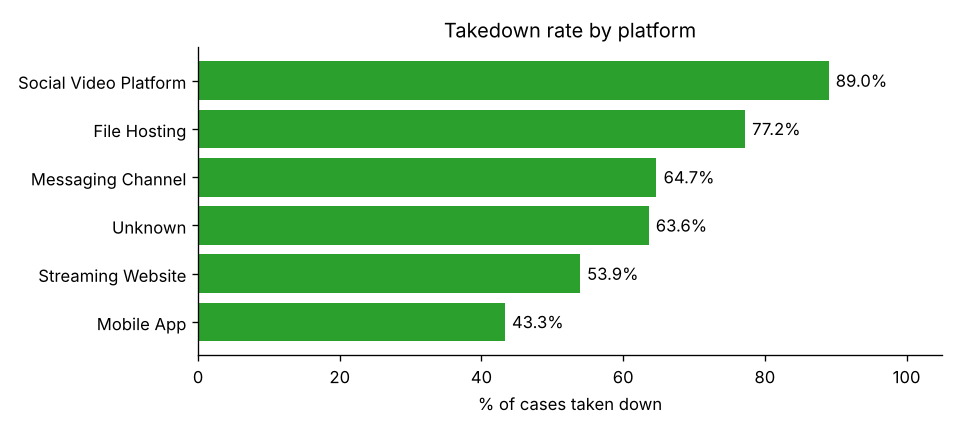 Takedown rate by platform
Social Video Platform 89.0%
File Hosting 77.2%
Messaging Channel 64.7%
Unknown 63.6%
Streaming Website 53.9%
Mobile App 43.3%
0 20 40 60 80 100
% of cases taken down